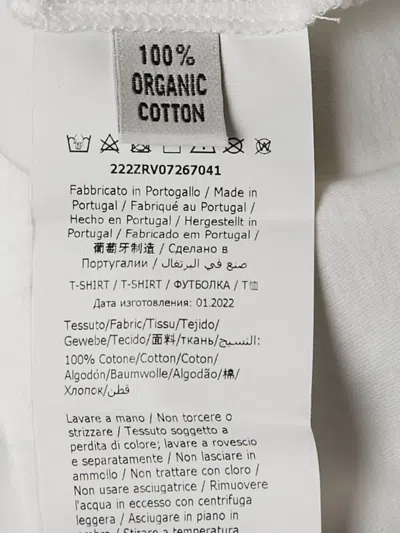 100%
ORGANIC
COTTON
222ZRV07267041
Fabbricato in Portogallo / Made in
Portugal / Fabriqué au Portugal /
Hecho en Portugal / Hergestellt in
Portugal / Fabricado em Portugal /
葡萄牙制造 / Сделано в
Португалии / صنع في البرتغال
T-SHIRT / T-SHIRT / ФУТБОЛКА / T恤
Дата изготовения: 01.2022
Tessuto/Fabric/Tissu/Tejido/
Gewebe/Tecido/面料/ткань/النسيج:
100% Cotone/Cotton/Coton/
Algodón/Baumwolle/Algodão/棉/
Хлопок/قطن
Lavare a mano / Non torcere o
strizzare / Tessuto soggetto a
perdita di colore; lavare a rovescio
e separatamente / Non lasciare in
ammollo / Non trattare con cloro /
Non usare asciugatrice / Rimuovere
l'acqua in eccesso con centrifuga
leggera / Asciugare in piano in
ombra / Stirare a temperatura